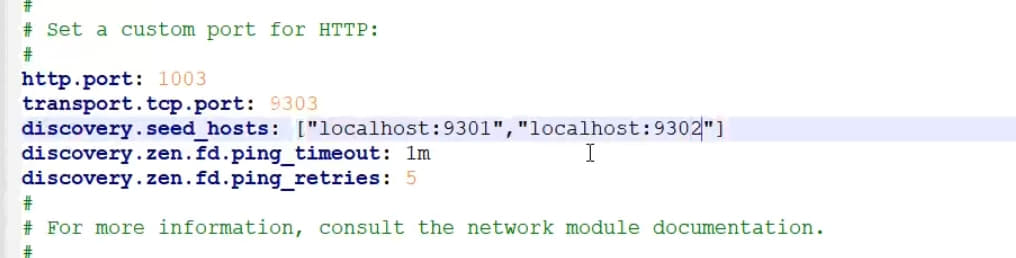 #
# Set a custom port for HTTP:
#
http.port: 1003
transport.tcp.port: 9303
discovery.seed_hosts: ["localhost:9301","localhost:9302"]
discovery.zen.fd.ping_timeout: 1m
discovery.zen.fd.ping_retries: 5
#
# For more information, consult the network module documentation.
#